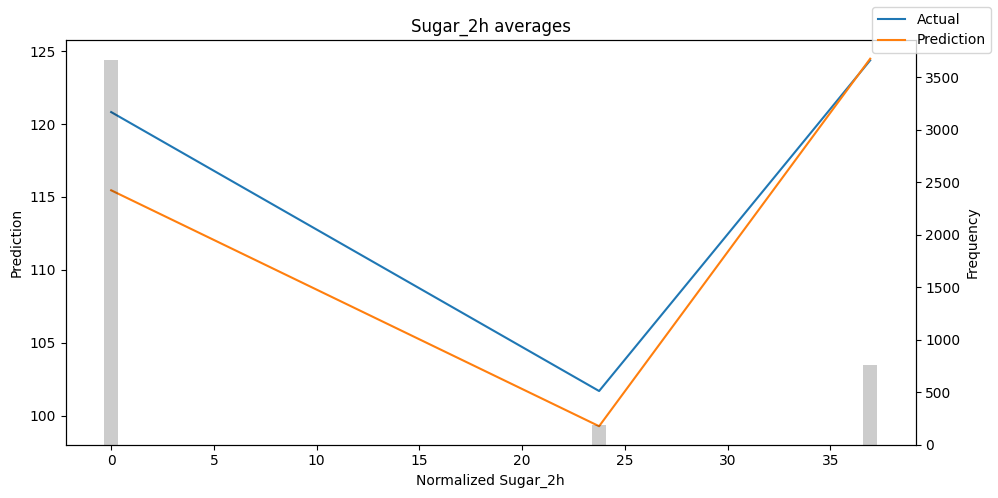 Sugar_2h averages
Actual
Prediction
125
120
115
110
105
100
Prediction
3500
3000
2500
2000
1500
1000
500
0
Frequency
0 5 10 15 20 25 30 35
Normalized Sugar_2h